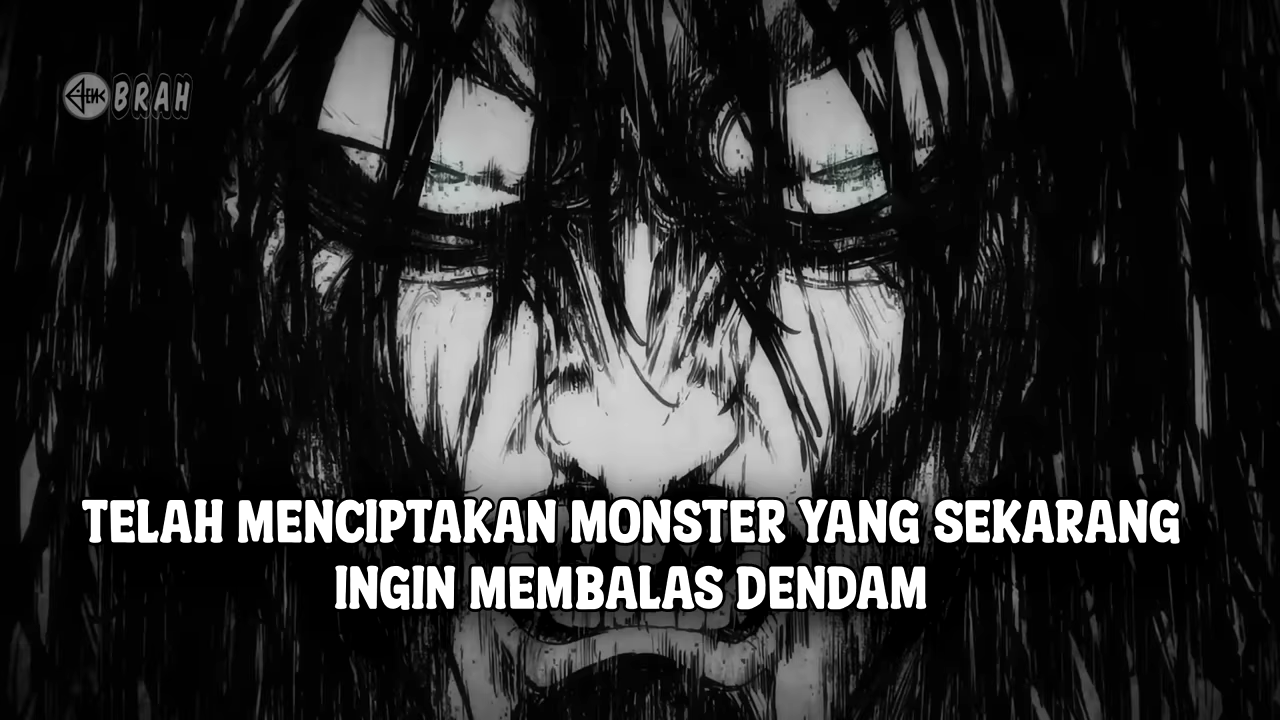 BRAH
TELAH MENCIPTAKAN MONSTER YANG SEKARANG
INGIN MEMBALAS DENDAM